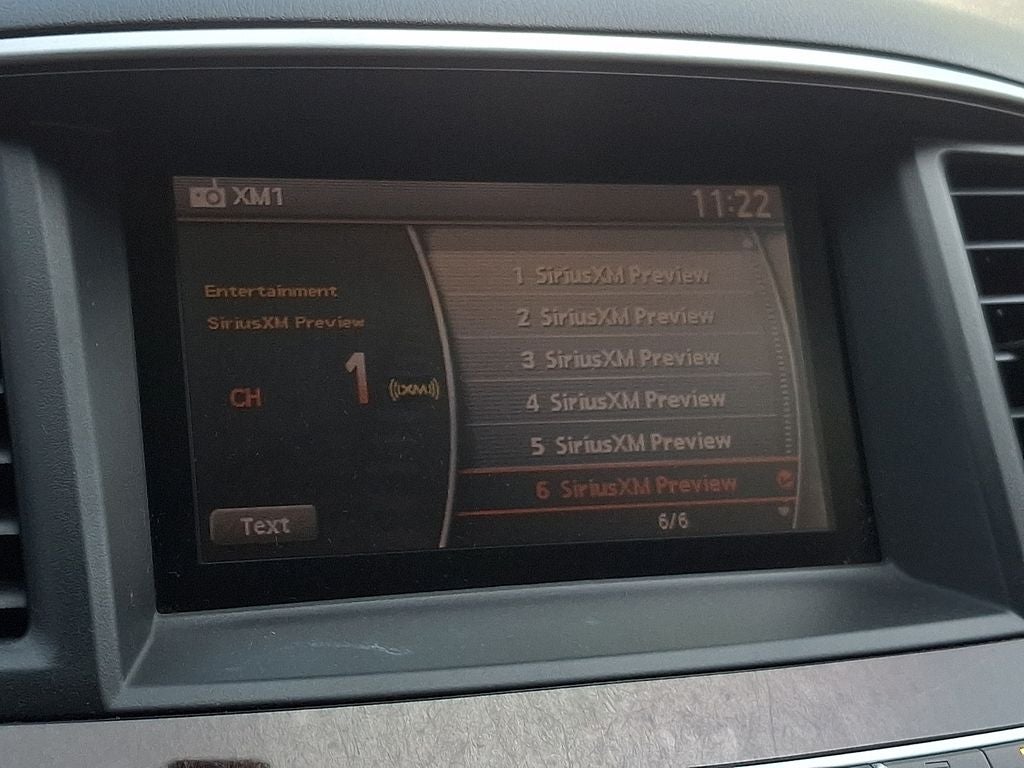 XM1
11:22
Entertainment
SiriusXM Preview
CH 1 ((XM))
Text
1 SiriusXM Preview
2 SiriusXM Preview
3 SiriusXM Preview
4 SiriusXM Preview
5 SiriusXM Preview
6 SiriusXM Preview
6/6